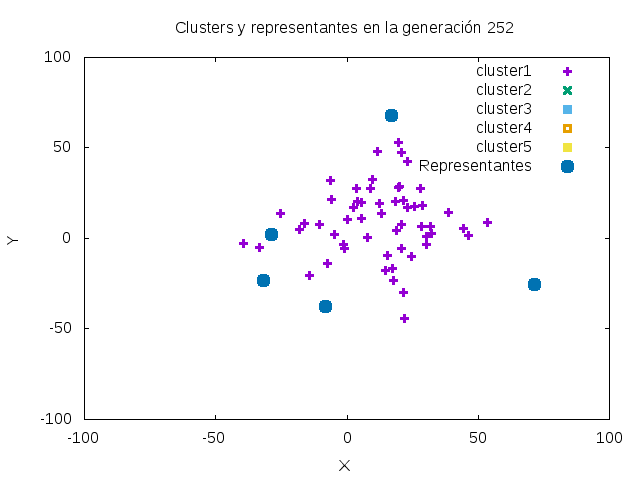 Clusters y representantes en la generación 252
100
50
0
-50
-100
-100
-50
0
50
100
Y
X
cluster1
cluster2
cluster3
cluster4
cluster5
Representantes